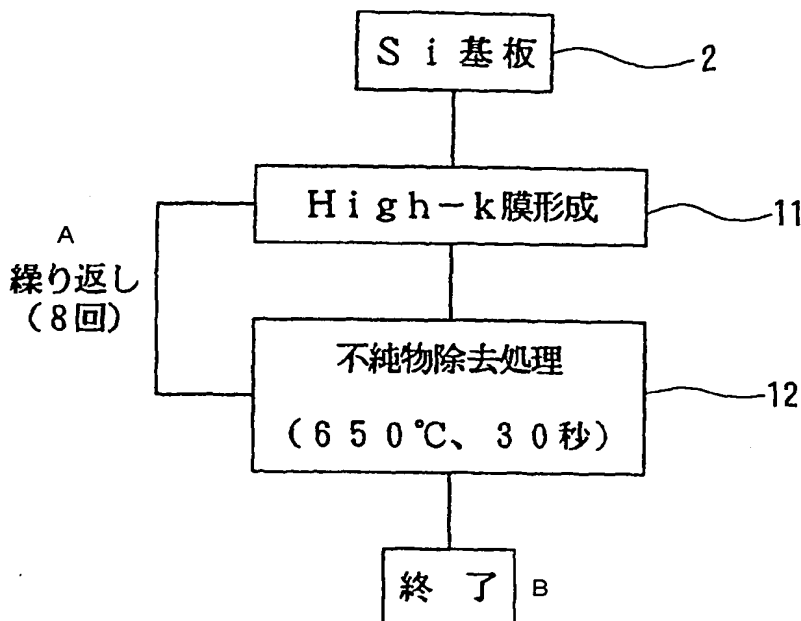 Si基板
2
High-k膜形成
11
A
繰り返し
(8回)
不純物除去処理
12
(650℃、30秒)
終了
B